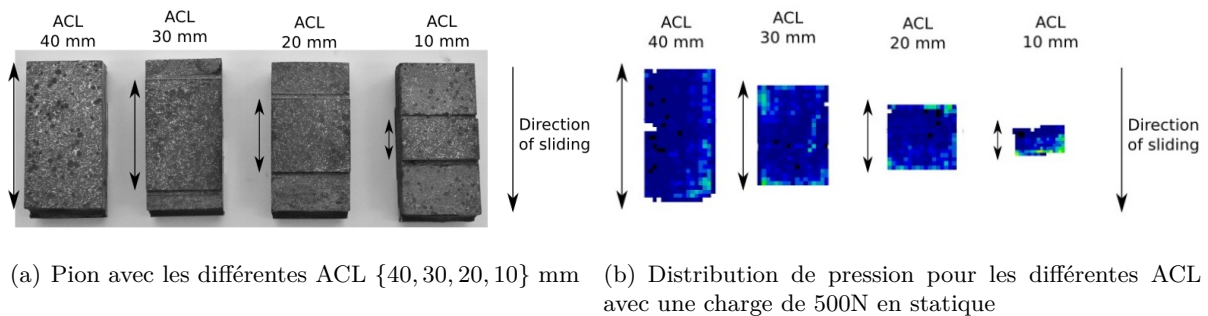 ACL
40 mm
ACL
30 mm
ACL
20 mm
ACL
10 mm
Direction
of sliding
ACL
40 mm
ACL
30 mm
ACL
20 mm
ACL
10 mm
Direction
of sliding
(a) Pion avec les différentes ACL {40, 30, 20, 10} mm
(b) Distribution de pression pour les différentes ACL
avec une charge de 500N en statique